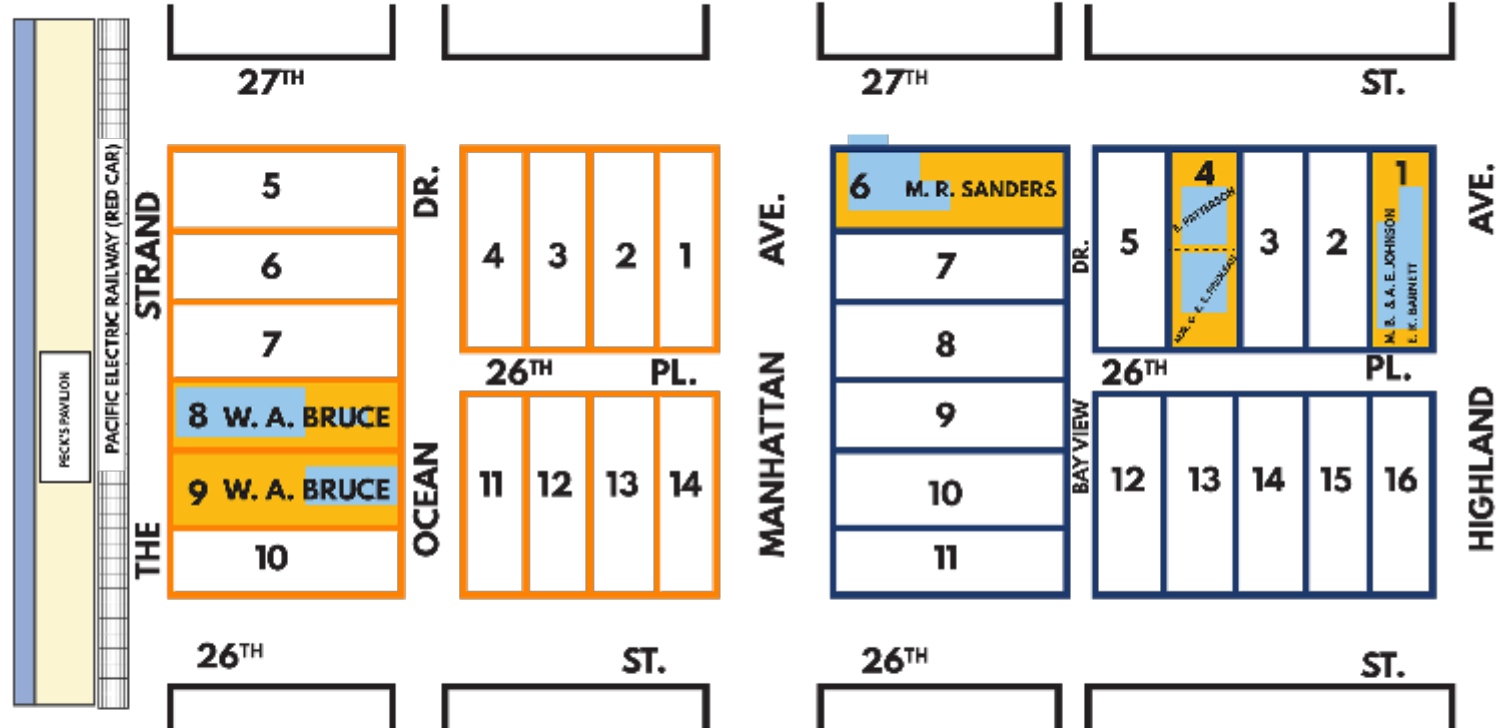 27TH
27TH
ST.
PACIFIC ELECTRIC RAILWAY (RED CAR)
PECK'S PAVILION
THE STRAND
5
6
7
8 W. A. BRUCE
9 W. A. BRUCE
10
OCEAN DR.
4 3 2 1
26TH PL.
11 12 13 14
MANHATTAN AVE.
6 M. R. SANDERS
7
8
9
10
11
BAY VIEW DR.
5 4 3 2 1
PATTERSON
M. B. & A. E. JOHNSON
E. K. BARNETT
26TH PL.
12 13 14 15 16
HIGHLAND AVE.
26TH ST.
26TH ST.